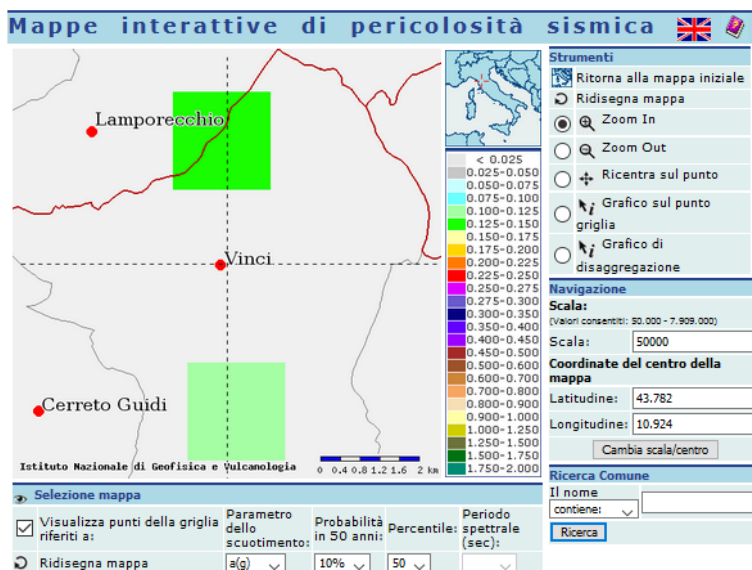 Mappe interattive di pericolosità sismica
Lamporecchio
Vinci
Cerreto Guidi
Istituto Nazionale di Geofisica e Vulcanologia
0 0.4 0.8 1.2 1.6 2 km
< 0.025
0.025-0.050
0.050-0.075
0.075-0.100
0.100-0.125
0.125-0.150
0.150-0.175
0.175-0.200
0.200-0.225
0.225-0.250
0.250-0.275
0.275-0.300
0.300-0.350
0.350-0.400
0.400-0.450
0.450-0.500
0.500-0.600
0.600-0.700
0.700-0.800
0.800-0.900
0.900-1.000
1.000-1.250
1.250-1.500
1.500-1.750
1.750-2.000
Strumenti
Ritorna alla mappa iniziale
Ridisegna mappa
Zoom In
Zoom Out
Ricentra sul punto
Grafico sul punto
griglia
Grafico di
disaggregazione
Navigazione
Scala:
(Valori consentiti: 50.000 - 7.909.000)
Scala: 50000
Coordinate del centro della
mappa
Latitudine: 43.782
Longitudine: 10.924
Cambia scala/centro
Ricerca Comune
Il nome
contiene:
Ricerca
Selezione mappa
Visualizza punti della griglia
riferiti a:
Parametro
dello
scuotimento:
Probabilità
in 50 anni:
Percentile:
Periodo
spettrale
(sec):
Ridisegna mappa
a(g)
10%
50